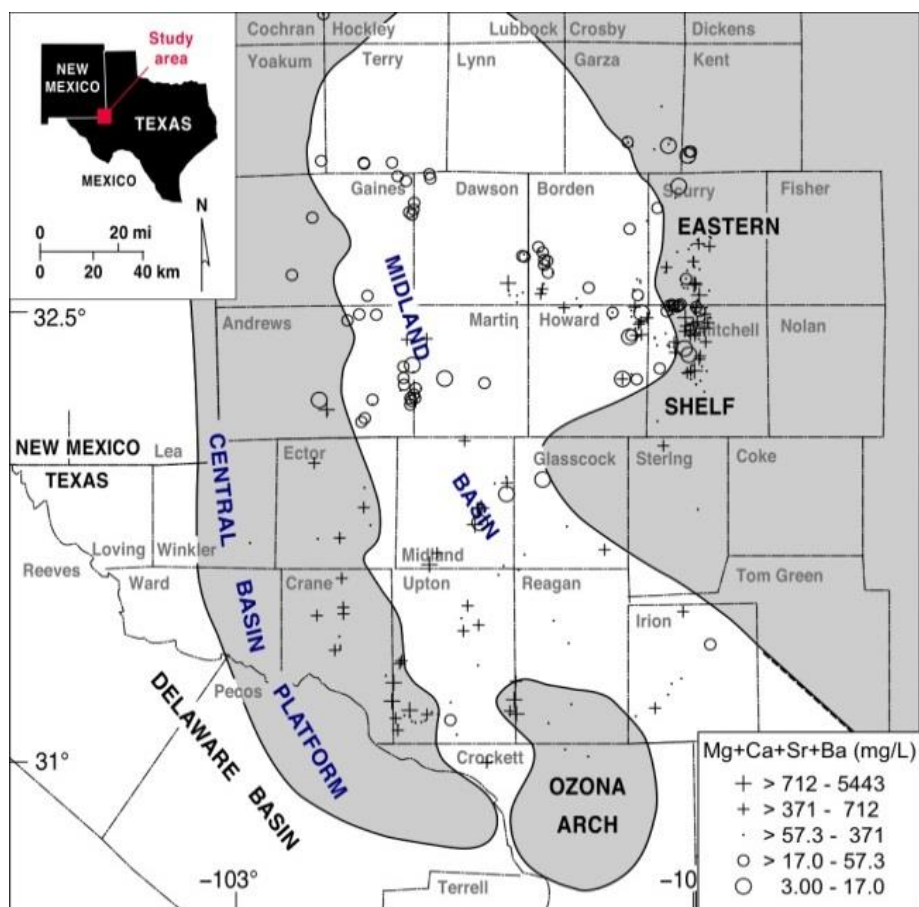 Cochran
Hockley
Lubbock
Crosby
Dickens
Yoakum
Terry
Lynn
Garza
Kent
Study
area
NEW
MEXICO
TEXAS
MEXICO
N
0 20 mi
0 20 40 km
Gaines
Dawson
Borden
Scurry
Fisher
EASTERN
MIDLAND
32.5°
Andrews
Martin
Howard
Mitchell
Nolan
SHELF
NEW MEXICO
TEXAS
Lea
CENTRAL
Ector
BASIN
Glasscock
Sterling
Coke
Loving
Winkler
Midland
Reeves
Ward
BASIN
Crane
Upton
Reagan
Tom Green
Irion
DELAWARE BASIN
Pecos
PLATFORM
31°
Crockett
OZONA
ARCH
Mg+Ca+Sr+Ba (mg/L)
+ > 712 - 5443
+ > 371 - 712
· > 57.3 - 371
○ > 17.0 - 57.3
○ 3.00 - 17.0
−103°
−10
Terrell